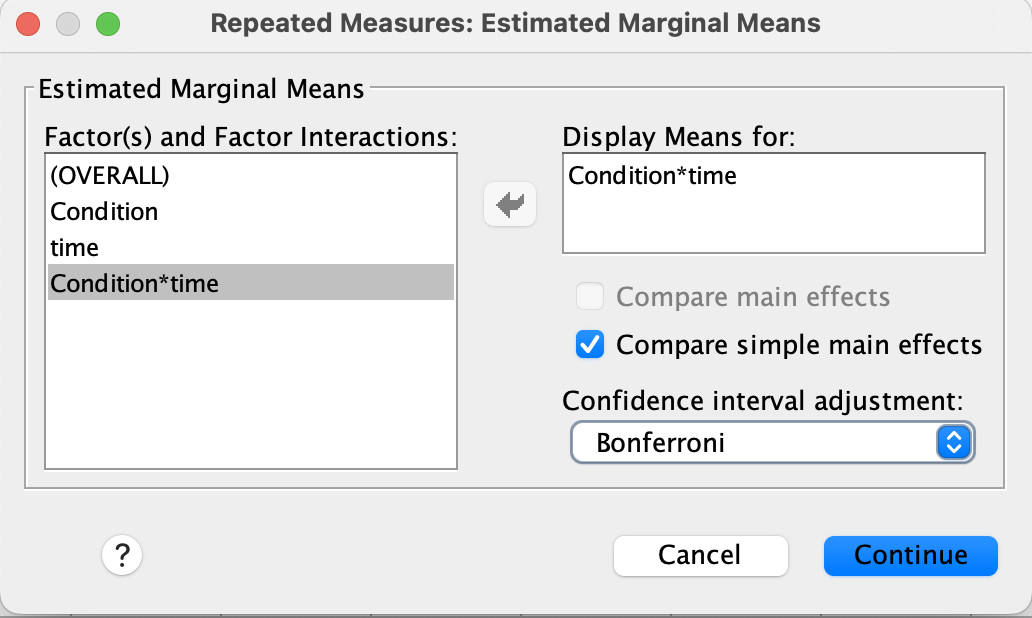 Repeated Measures: Estimated Marginal Means
Estimated Marginal Means
Factor(s) and Factor Interactions:
(OVERALL)
Condition
time
Condition*time
Display Means for:
Condition*time
Compare main effects
Compare simple main effects
Confidence interval adjustment:
Bonferroni
?
Cancel
Continue